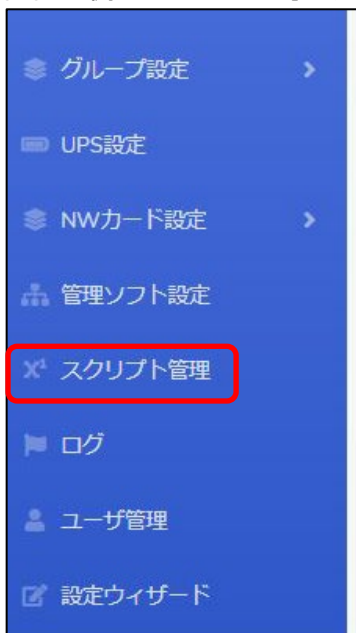 グループ設定
UPS設定
NWカード設定
管理ソフト設定
スクリプト管理
ログ
ユーザ管理
設定ウィザード